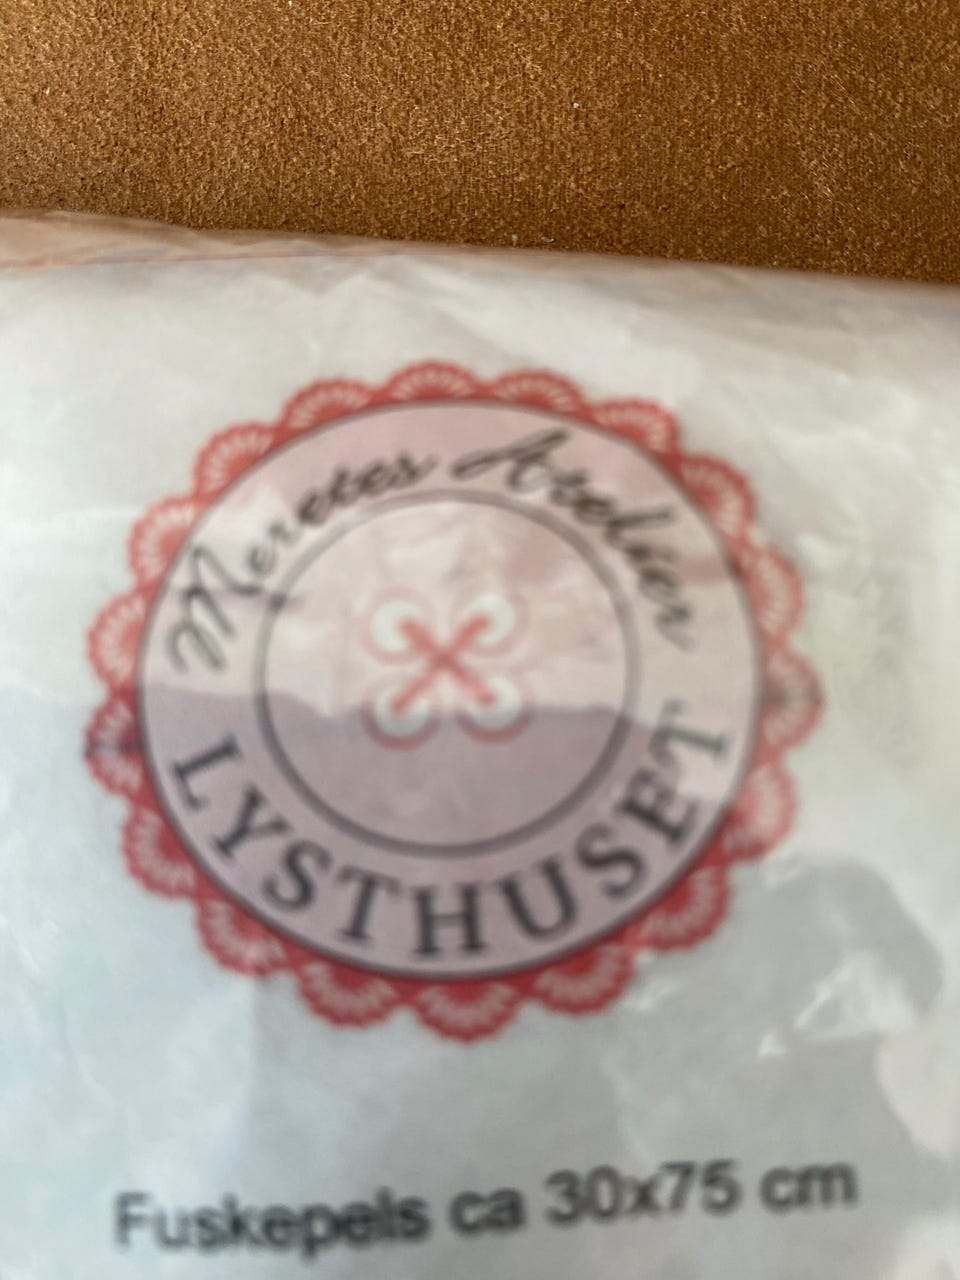 Meretes Atelier
LYSTHUSET
Fuskepels ca 30x75 cm